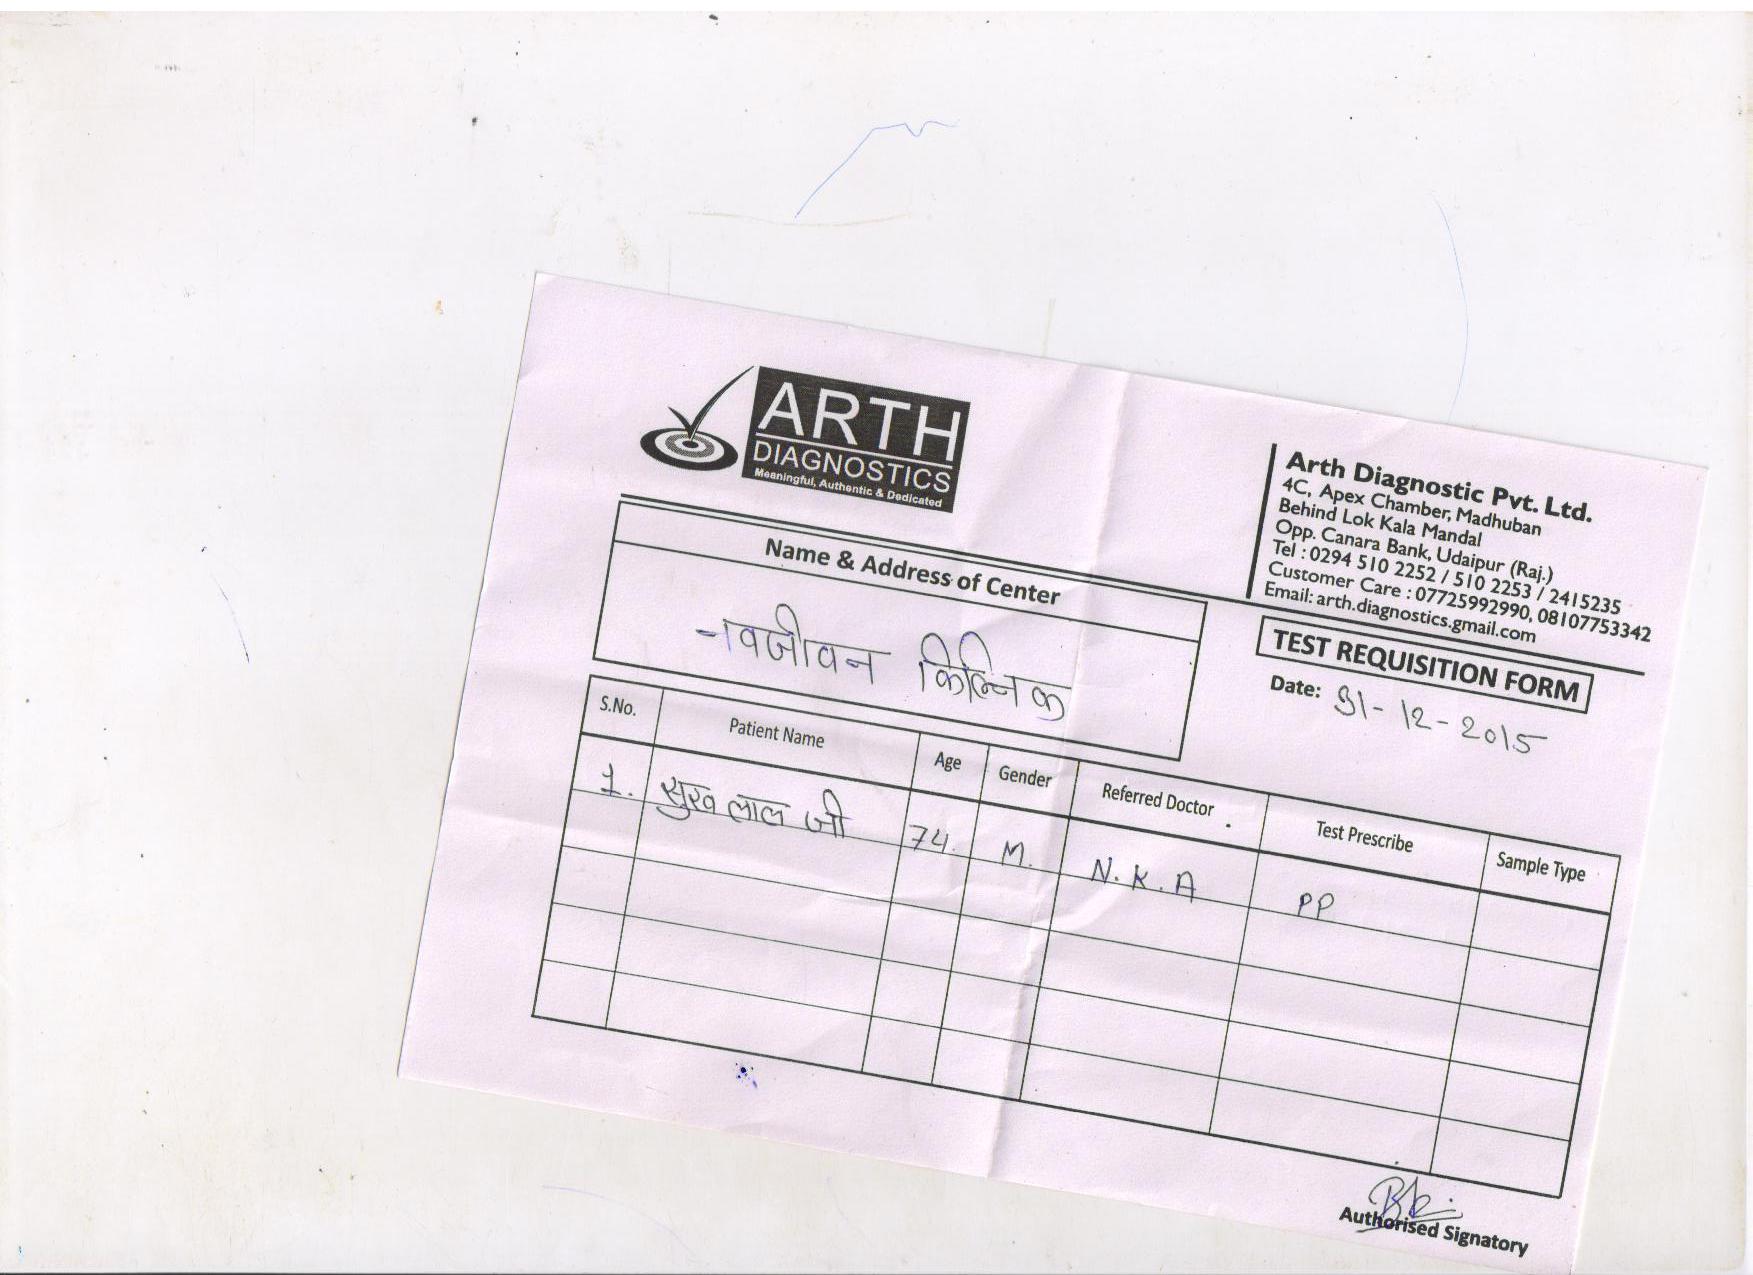 ARTH
DIAGNOSTICS
Meaningful, Authentic & Dedicated
Arth Diagnostic Pvt. Ltd.
4C, Apex Chamber, Madhuban
Behind Lok Kala Mandal
Opp. Canara Bank, Udaipur (Raj.)
Tel : 0294 510 2252 / 510 2253 / 2415235
Customer Care : 07725992990, 08107753342
Email: arth.diagnostics.gmail.com
Name & Address of Center
नवजीवन क्लिनिक
TEST REQUISITION FORM
Date: 31-12-2015
S.No. Patient Name Age Gender Referred Doctor Test Prescribe Sample Type
1. सुख लाल जी 74. M. N.K.A PP
Authorised Signatory